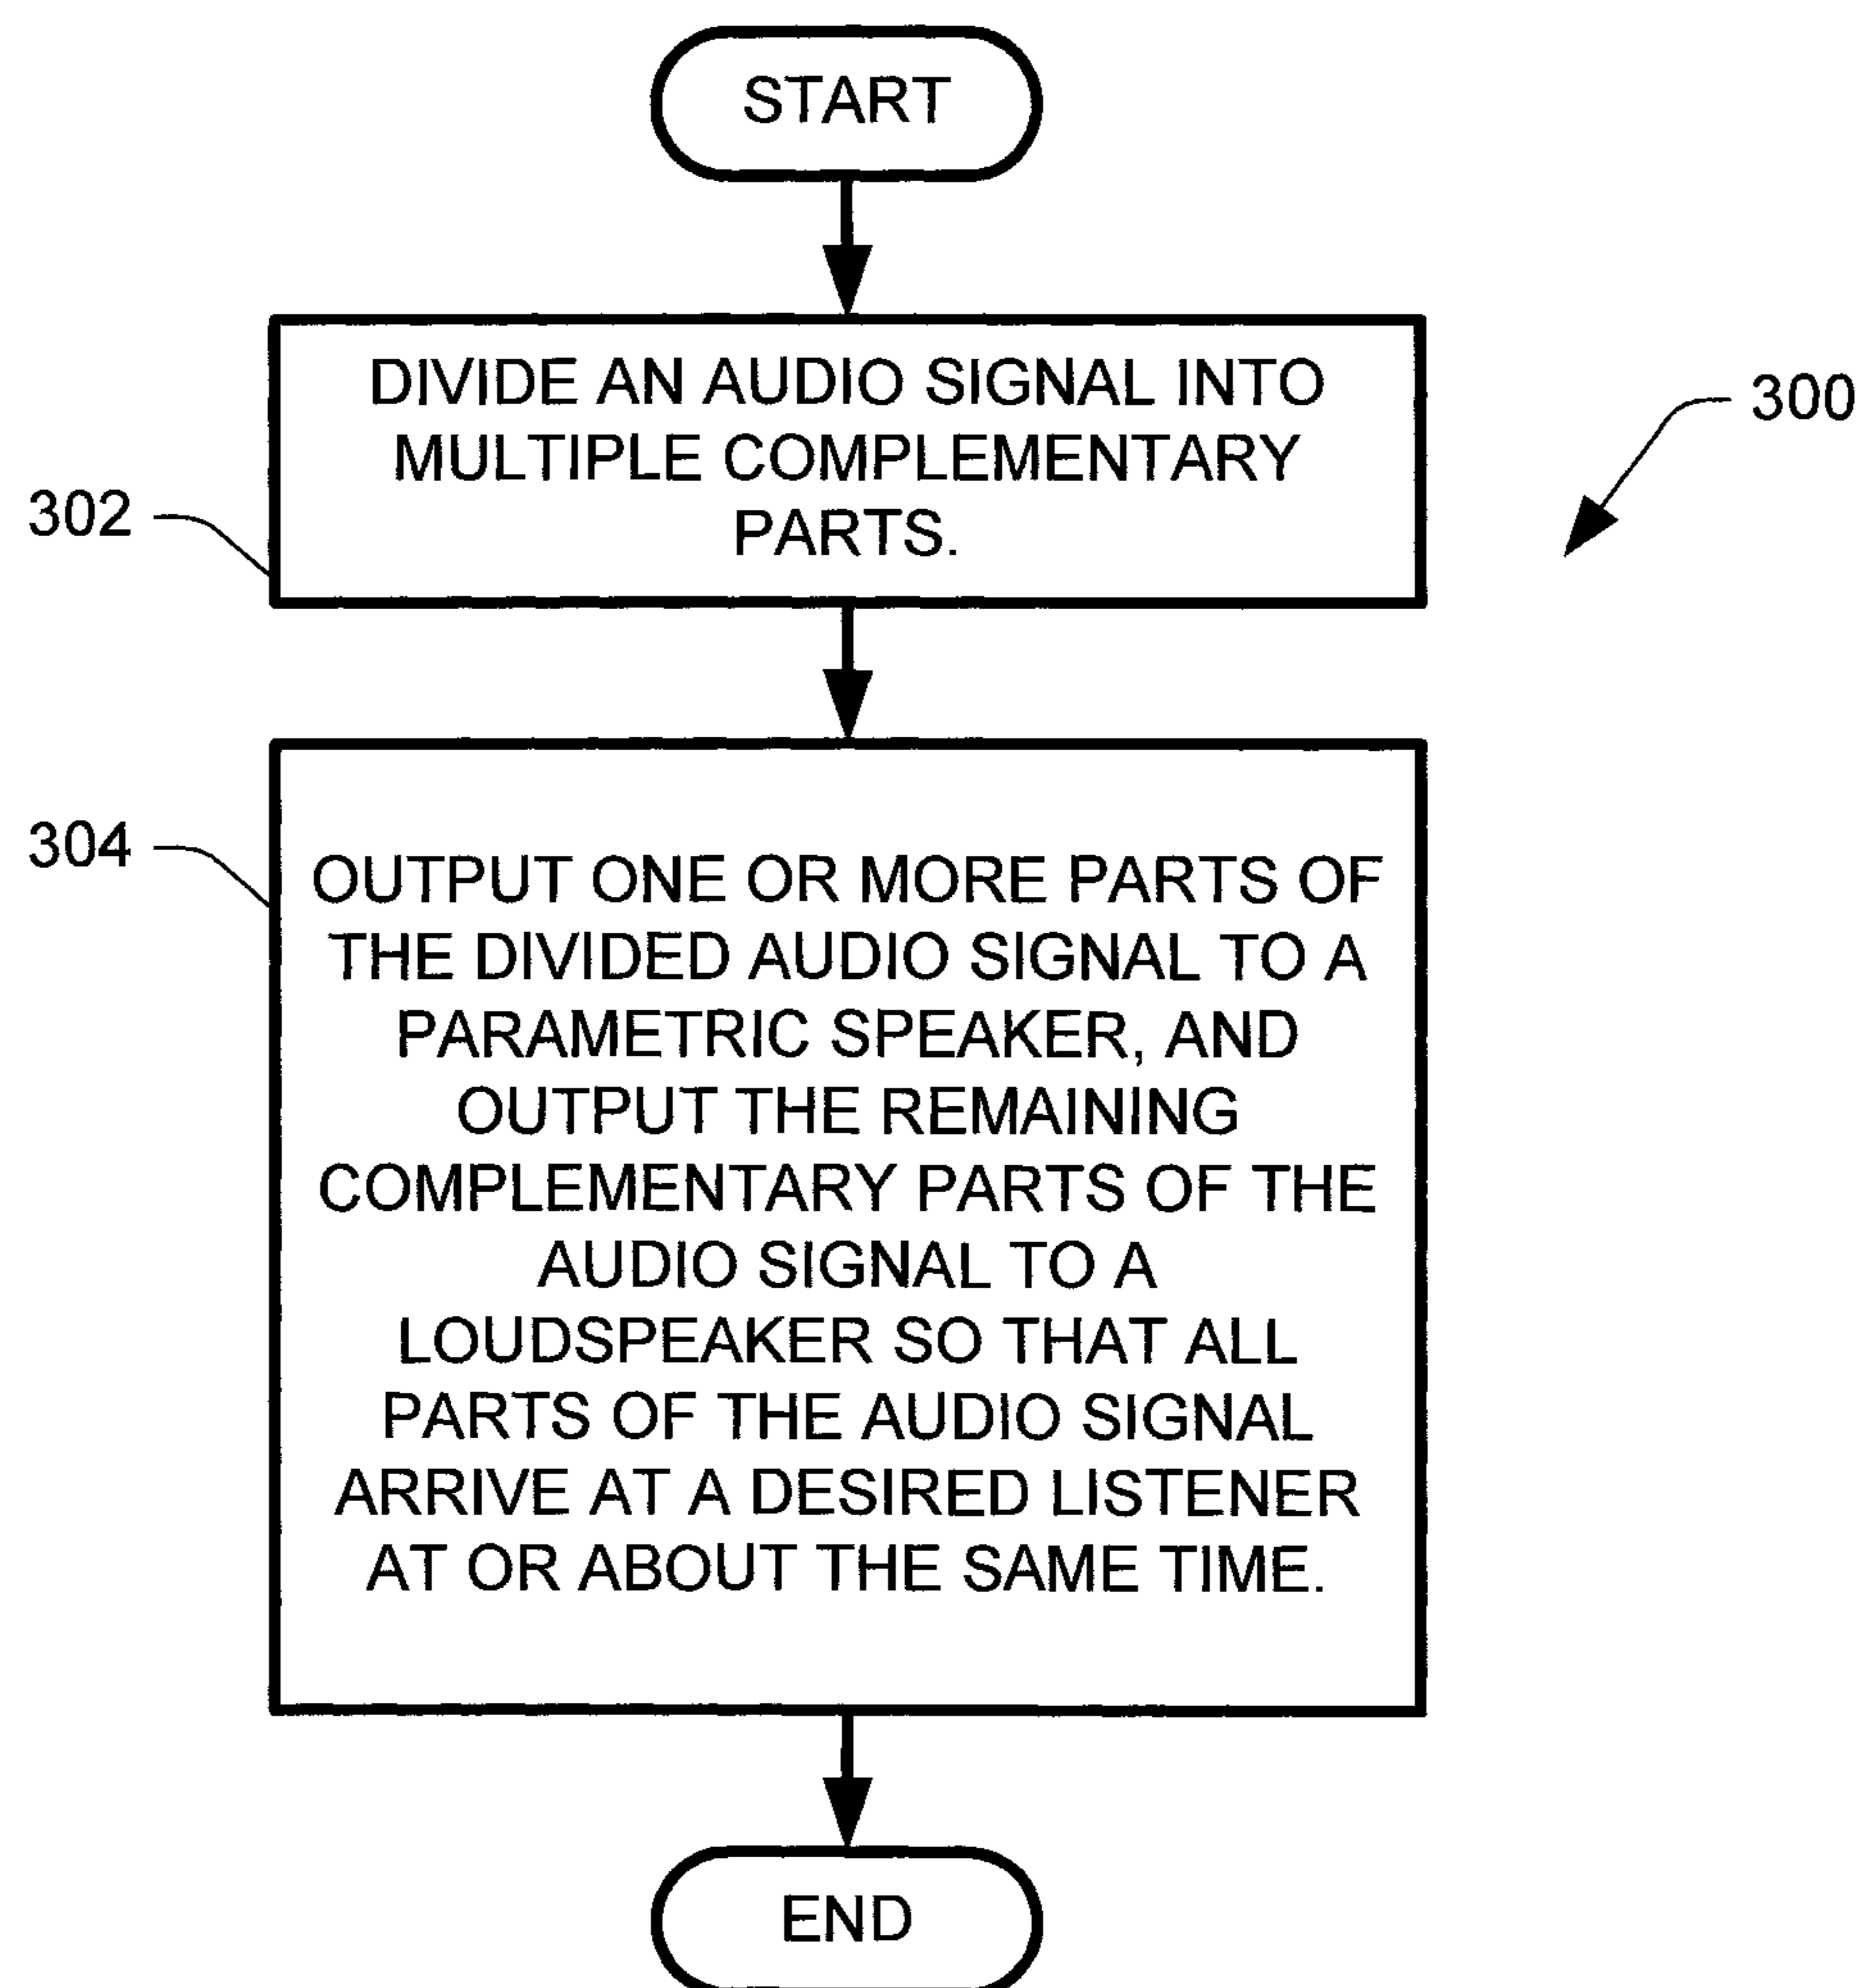 START
DIVIDE AN AUDIO SIGNAL INTO
MULTIPLE COMPLEMENTARY
PARTS.
300
302
304
OUTPUT ONE OR MORE PARTS OF
THE DIVIDED AUDIO SIGNAL TO A
PARAMETRIC SPEAKER, AND
OUTPUT THE REMAINING
COMPLEMENTARY PARTS OF THE
AUDIO SIGNAL TO A
LOUDSPEAKER SO THAT ALL
PARTS OF THE AUDIO SIGNAL
ARRIVE AT A DESIRED LISTENER
AT OR ABOUT THE SAME TIME.
END